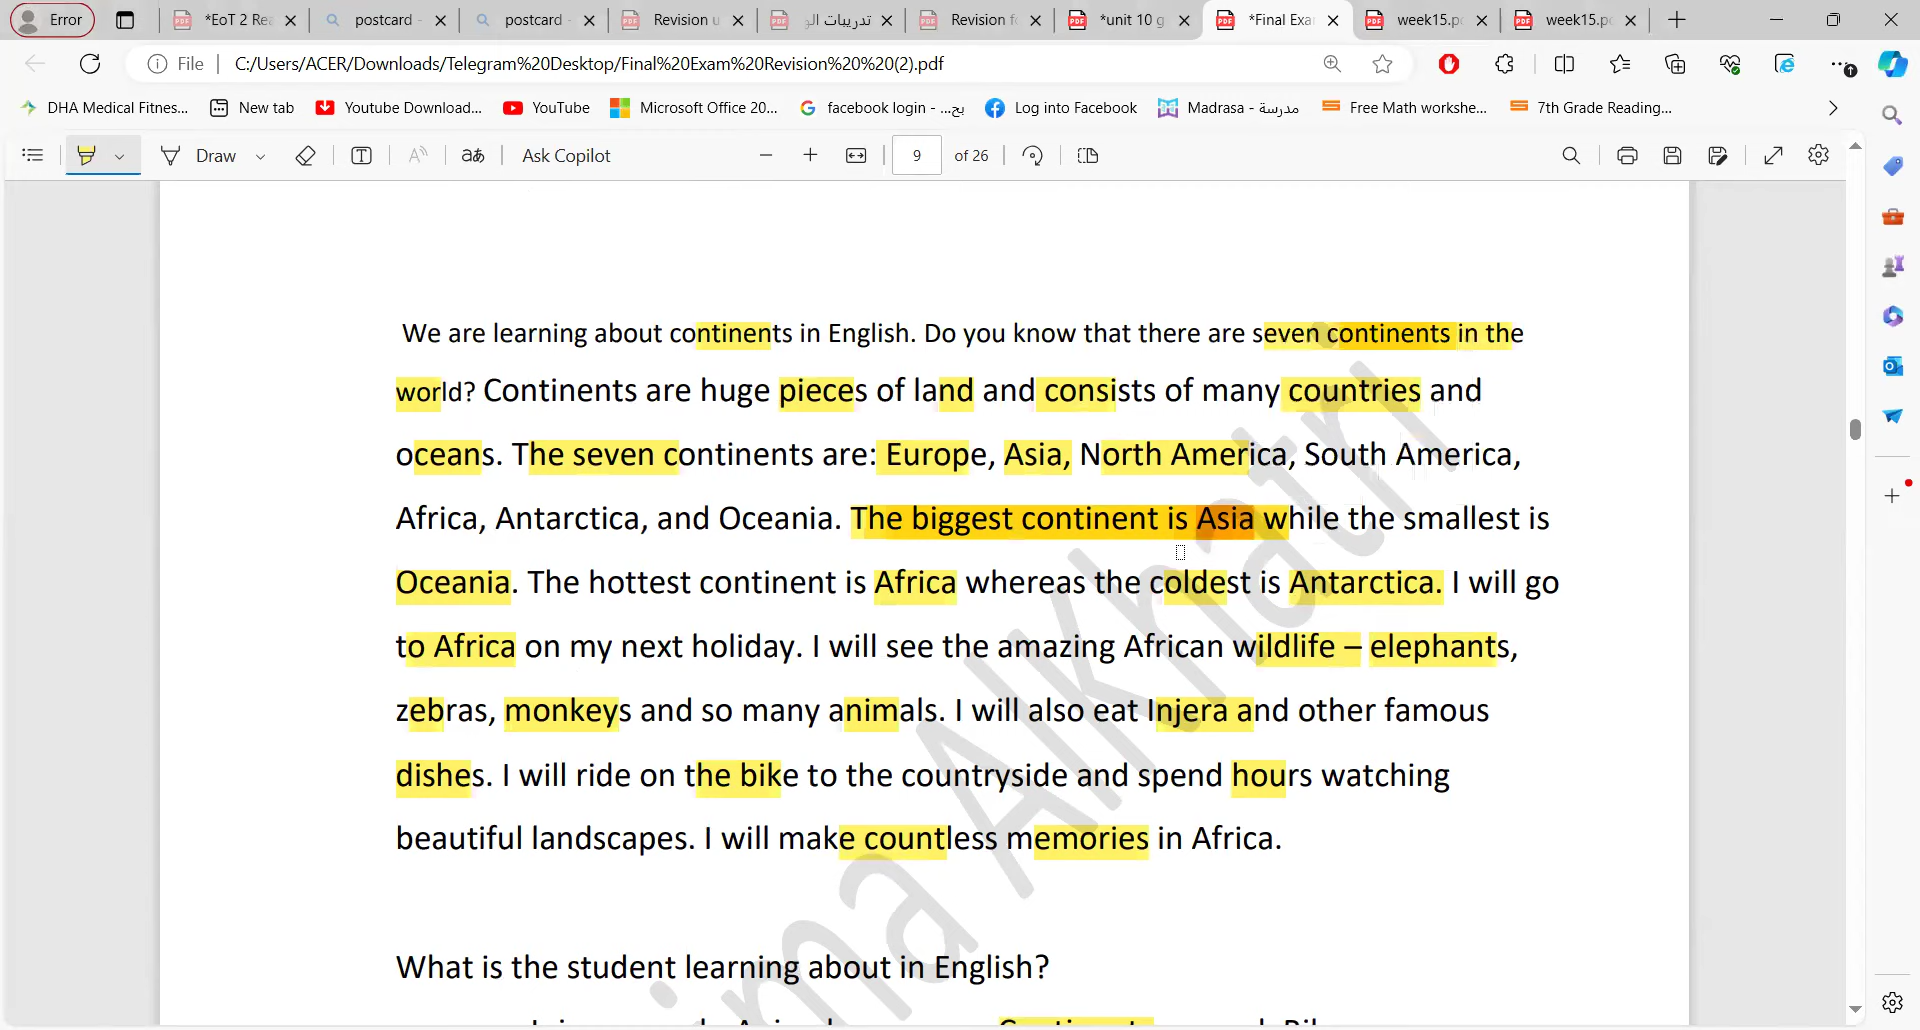 Error
*EoT 2 Rea
postcard -
postcard -
Revision u
تدريبات الو
Revision fo
*unit 10 g
*Final Exa
week15.p
week15.p
File
C:/Users/ACER/Downloads/Telegram%20Desktop/Final%20Exam%20Revision%20%20(2).pdf
DHA Medical Fitnes...
New tab
Youtube Download...
YouTube
Microsoft Office 20...
facebook login - ...بح
Log into Facebook
Madrasa - مدرسة
Free Math workshe...
7th Grade Reading...
Draw
Ask Copilot
9
of 26
We are learning about continents in English. Do you know that there are seven continents in the
world? Continents are huge pieces of land and consists of many countries and
oceans. The seven continents are: Europe, Asia, North America, South America,
Africa, Antarctica, and Oceania. The biggest continent is Asia while the smallest is
Oceania. The hottest continent is Africa whereas the coldest is Antarctica. I will go
to Africa on my next holiday. I will see the amazing African wildlife – elephants,
zebras, monkeys and so many animals. I will also eat Injera and other famous
dishes. I will ride on the bike to the countryside and spend hours watching
beautiful landscapes. I will make countless memories in Africa.
What is the student learning about in English?
ima Alkhatri